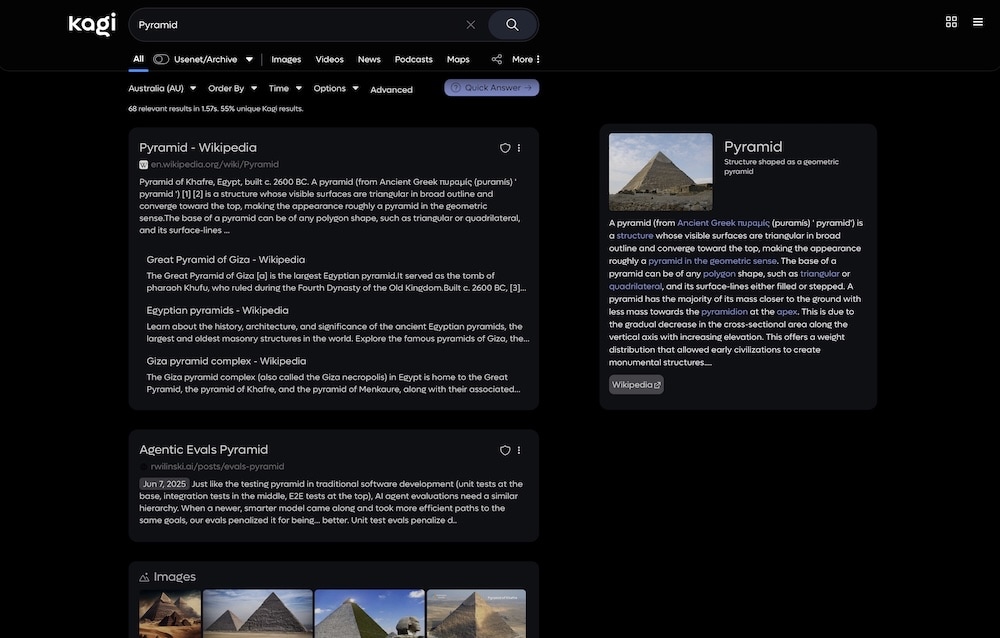 kagi
Pyramid
All
Usenet/Archive
Images
Videos
News
Podcasts
Maps
More
Australia (AU)
Order By
Time
Options
Advanced
Quick Answer →
68 relevant results in 1.57s. 55% unique Kagi results.
Pyramid - Wikipedia
W en.wikipedia.org/wiki/Pyramid
Pyramid of Khafre, Egypt, built c. 2600 BC. A pyramid (from Ancient Greek πυραμίς (puramís) '
pyramid ') [1] [2] is a structure whose visible surfaces are triangular in broad outline and
converge toward the top, making the appearance roughly a pyramid in the geometric
sense.The base of a pyramid can be of any polygon shape, such as triangular or quadrilateral,
and its surface-lines ...
Great Pyramid of Giza - Wikipedia
The Great Pyramid of Giza [a] is the largest Egyptian pyramid.It served as the tomb of
pharaoh Khufu, who ruled during the Fourth Dynasty of the Old Kingdom.Built c. 2600 BC, [3]...
Egyptian pyramids - Wikipedia
Learn about the history, architecture, and significance of the ancient Egyptian pyramids, the
largest and oldest masonry structures in the world. Explore the famous pyramids of Giza, the...
Giza pyramid complex - Wikipedia
The Giza pyramid complex (also called the Giza necropolis) in Egypt is home to the Great
Pyramid, the pyramid of Khafre, and the pyramid of Menkaure, along with their associated...
Agentic Evals Pyramid
rwilinski.ai/posts/evals-pyramid
Jun 7, 2025 Just like the testing pyramid in traditional software development (unit tests at the
base, integration tests in the middle, E2E tests at the top), AI agent evaluations need a similar
hierarchy. When a newer, smarter model came along and took more efficient paths to the
same goals, our evals penalized it for being... better. Unit test evals penalize d..
Images
Pyramid
Structure shaped as a geometric
pyramid
A pyramid (from Ancient Greek πυραμίς (puramís) ' pyramid') is
a structure whose visible surfaces are triangular in broad
outline and converge toward the top, making the appearance
roughly a pyramid in the geometric sense. The base of a
pyramid can be of any polygon shape, such as triangular or
quadrilateral, and its surface-lines either filled or stepped. A
pyramid has the majority of its mass closer to the ground with
less mass towards the pyramidion at the apex. This is due to
the gradual decrease in the cross-sectional area along the
vertical axis with increasing elevation. This offers a weight
distribution that allowed early civilizations to create
monumental structures....
Wikipedia